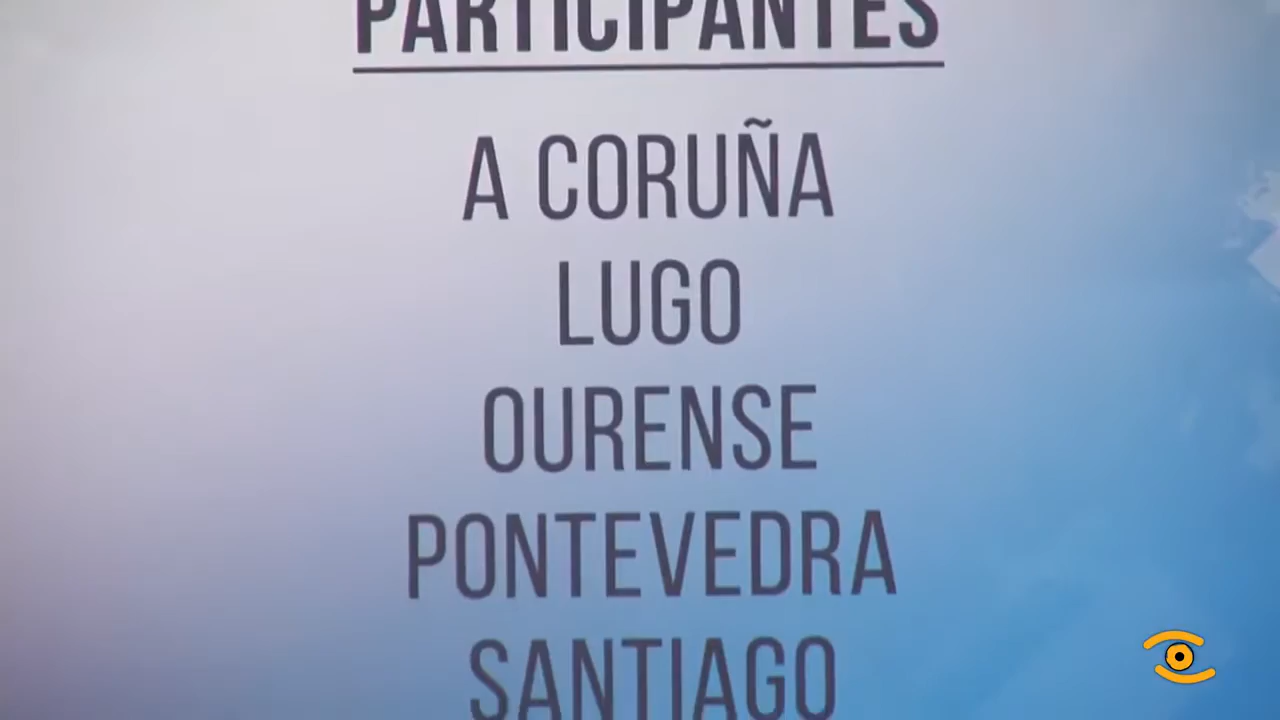 PARTICIPANTES
A CORUÑA
LUGO
OURENSE
PONTEVEDRA
SANTIAGO